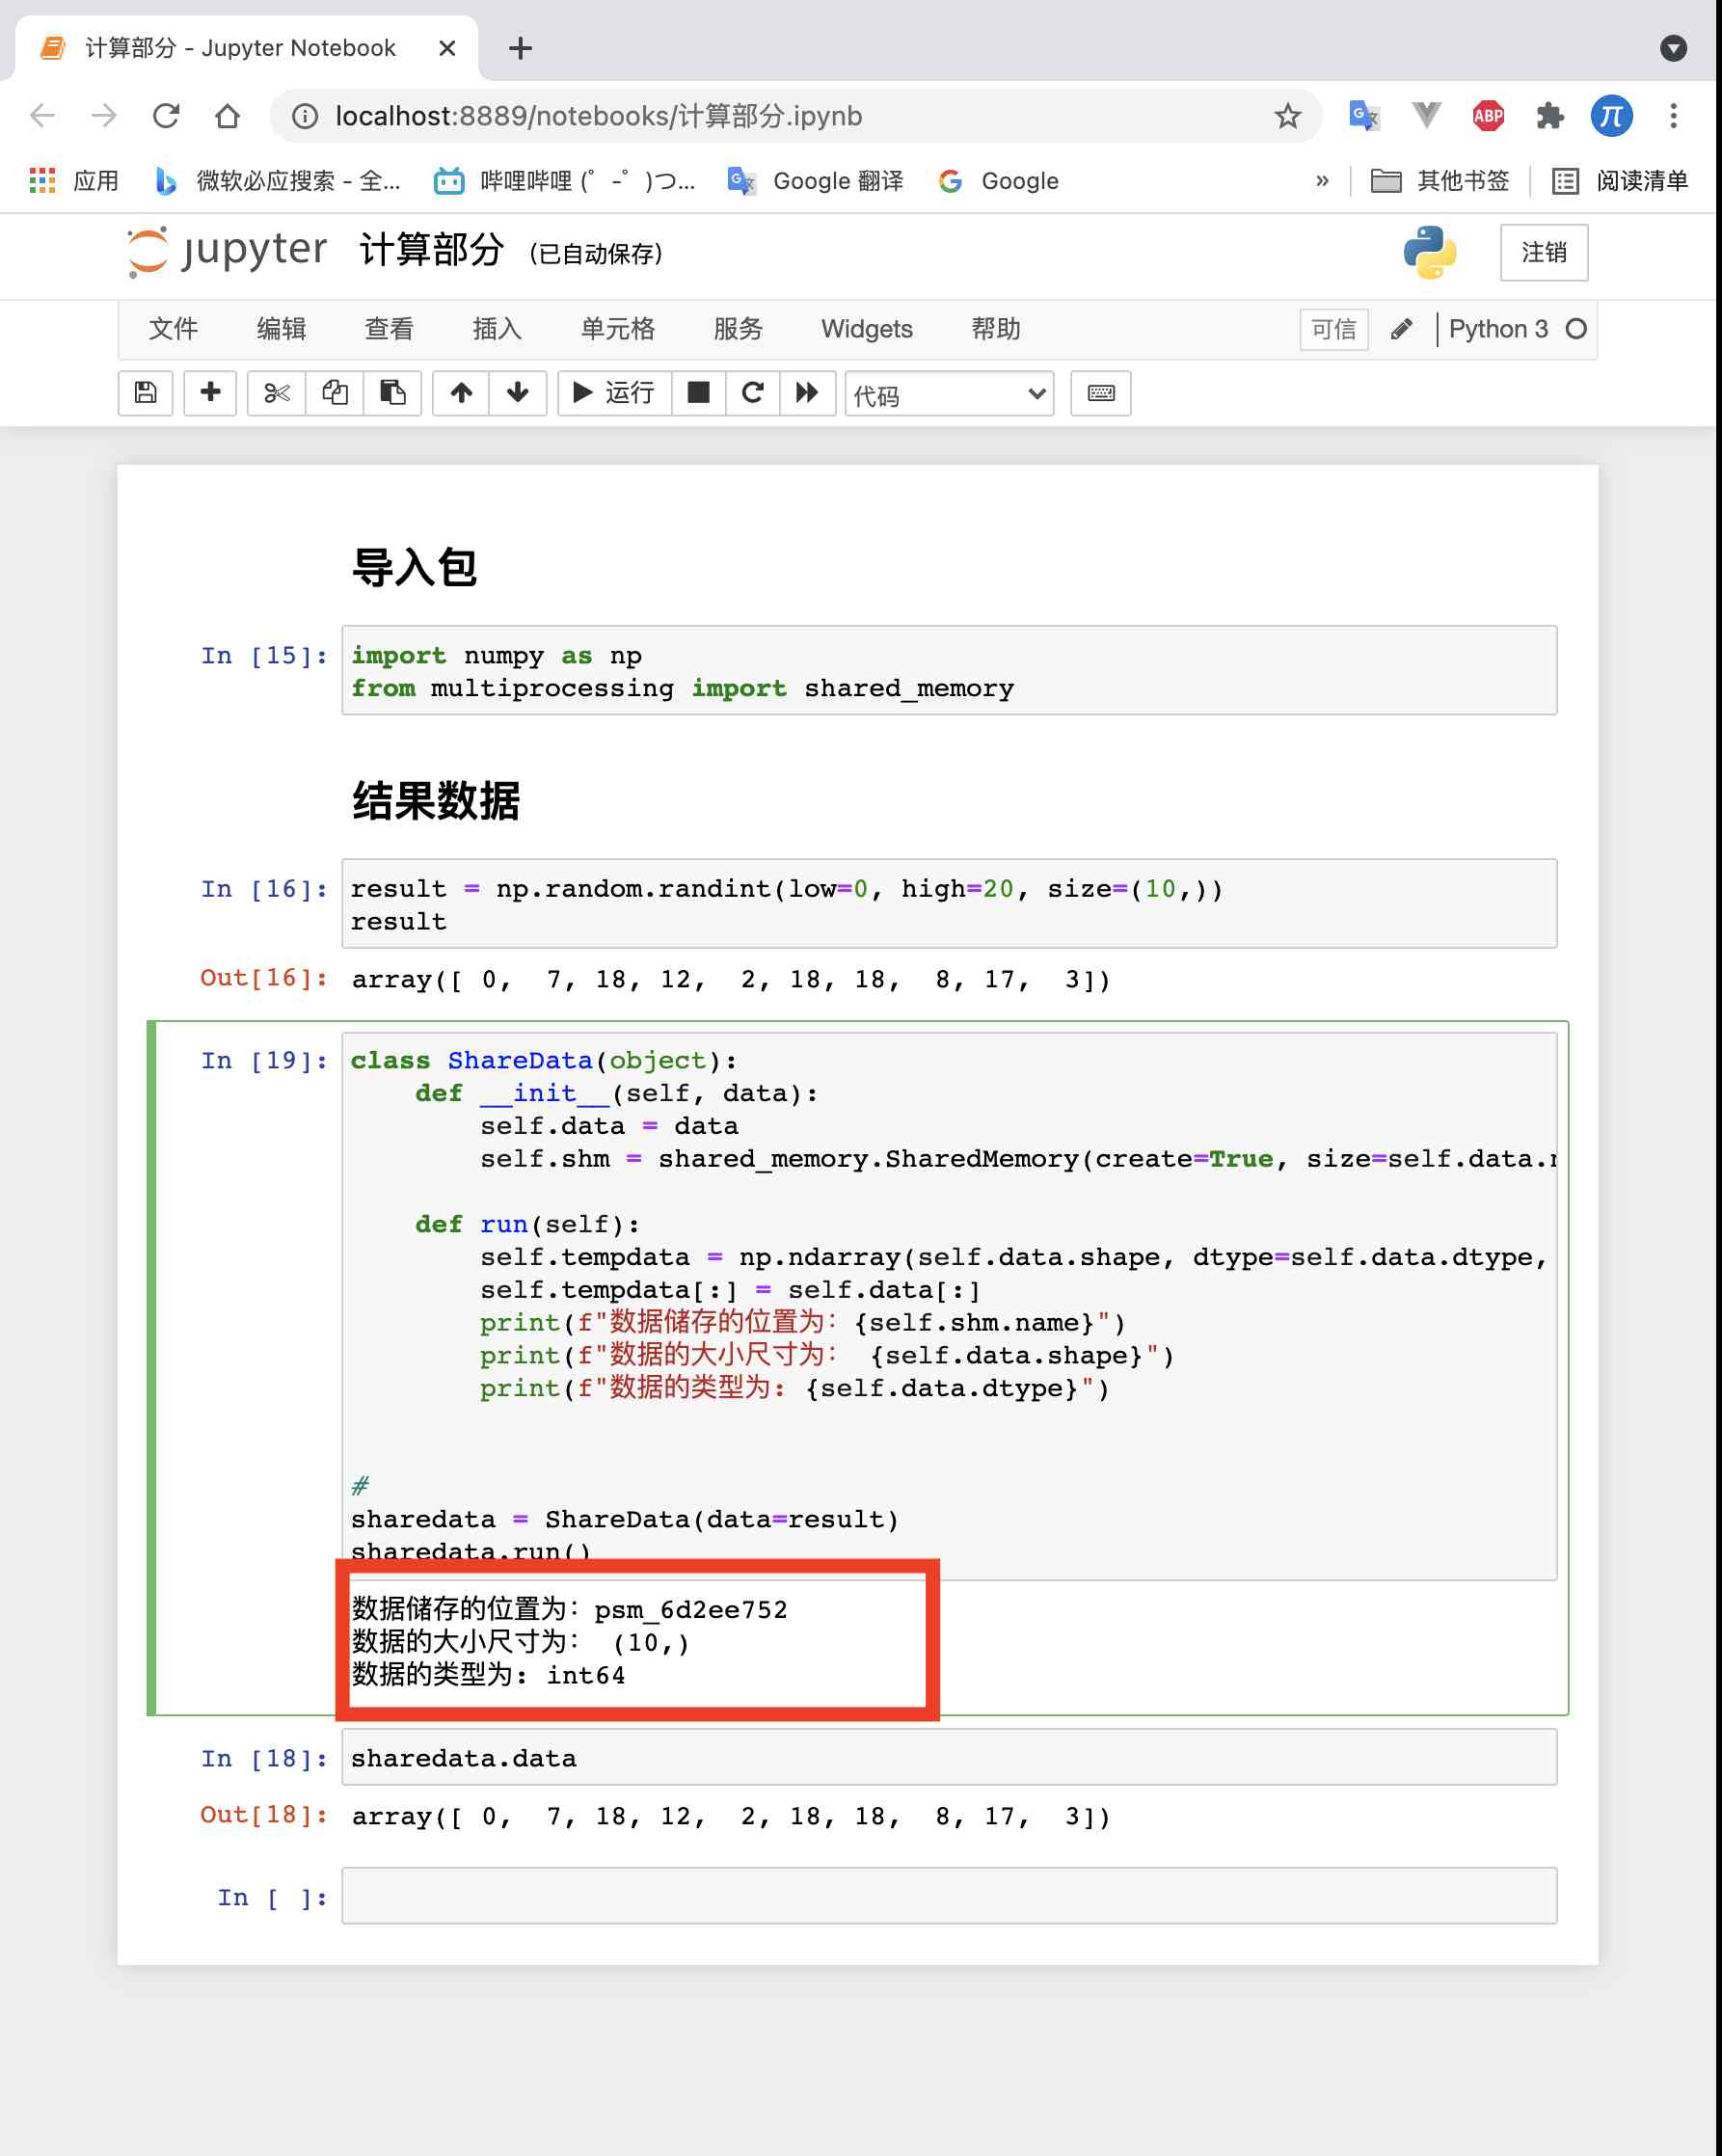 计算部分 - Jupyter Notebook
localhost:8889/notebooks/计算部分.ipynb
ABP
π
应用 微软必应搜索 - 全... 哔哩哔哩 (゜-゜)つ... Google 翻译 Google » 其他书签 阅读清单
jupyter 计算部分 (已自动保存) 注销
文件 编辑 查看 插入 单元格 服务 Widgets 帮助 可信 Python 3
运行 代码
导入包
In [15]: import numpy as np
from multiprocessing import shared_memory
结果数据
In [16]: result = np.random.randint(low=0, high=20, size=(10,))
result
Out[16]: array([ 0,  7, 18, 12,  2, 18, 18,  8, 17,  3])
In [19]: class ShareData(object):
    def __init__(self, data):
        self.data = data
        self.shm = shared_memory.SharedMemory(create=True, size=self.data.
    def run(self):
        self.tempdata = np.ndarray(self.data.shape, dtype=self.data.dtype,
        self.tempdata[:] = self.data[:]
        print(f"数据储存的位置为：{self.shm.name}")
        print(f"数据的大小尺寸为： {self.data.shape}")
        print(f"数据的类型为: {self.data.dtype}")
#
sharedata = ShareData(data=result)
sharedata.run()
数据储存的位置为：psm_6d2ee752
数据的大小尺寸为： (10,)
数据的类型为: int64
In [18]: sharedata.data
Out[18]: array([ 0,  7, 18, 12,  2, 18, 18,  8, 17,  3])
In [ ]: